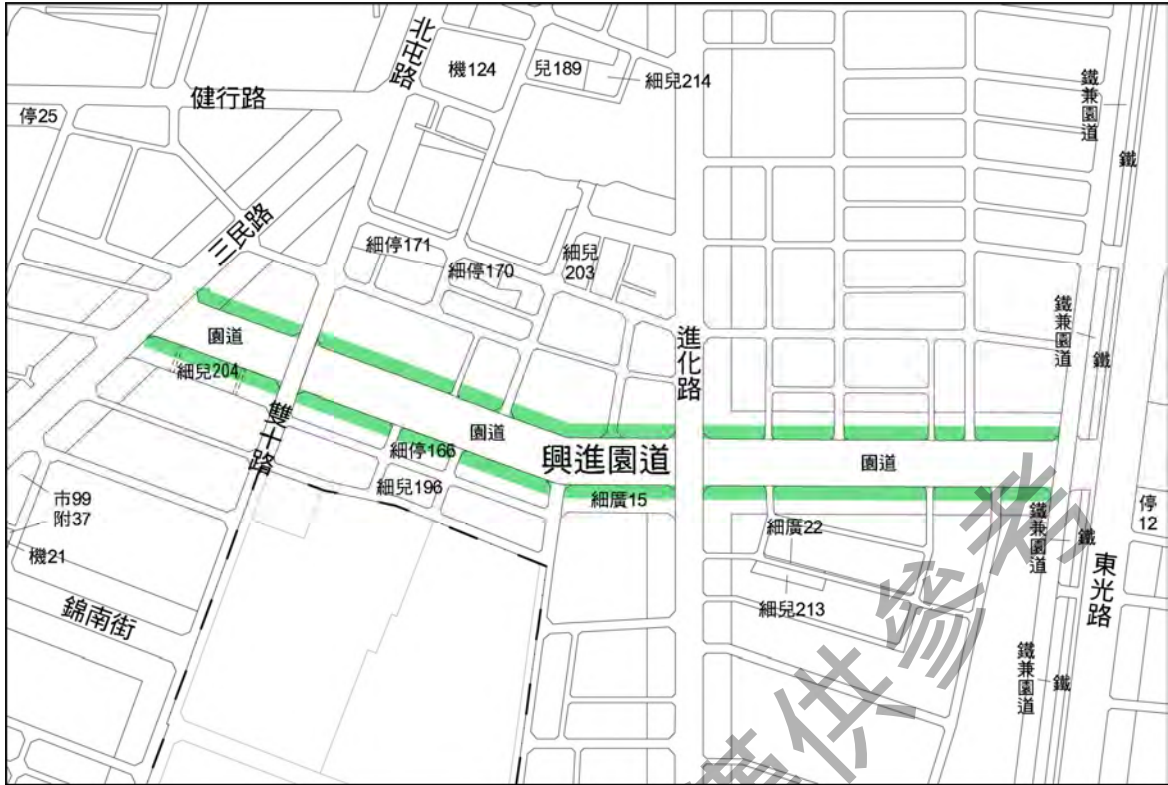 北屯路
機124
兒189
細兒214
健行路
停25
鐵兼園道
鐵
三民路
細停171
細停170
細兒
203
鐵兼園道
鐵
進化路
園道
細兒204
雙十路
園道
細停166
興進園道
園道
細兒196
細廣15
市99
附37
機21
細廣22
停
12
鐵兼園道
鐵
東光路
細兒213
錦南街
鐵兼園道
鐵
僅供參考